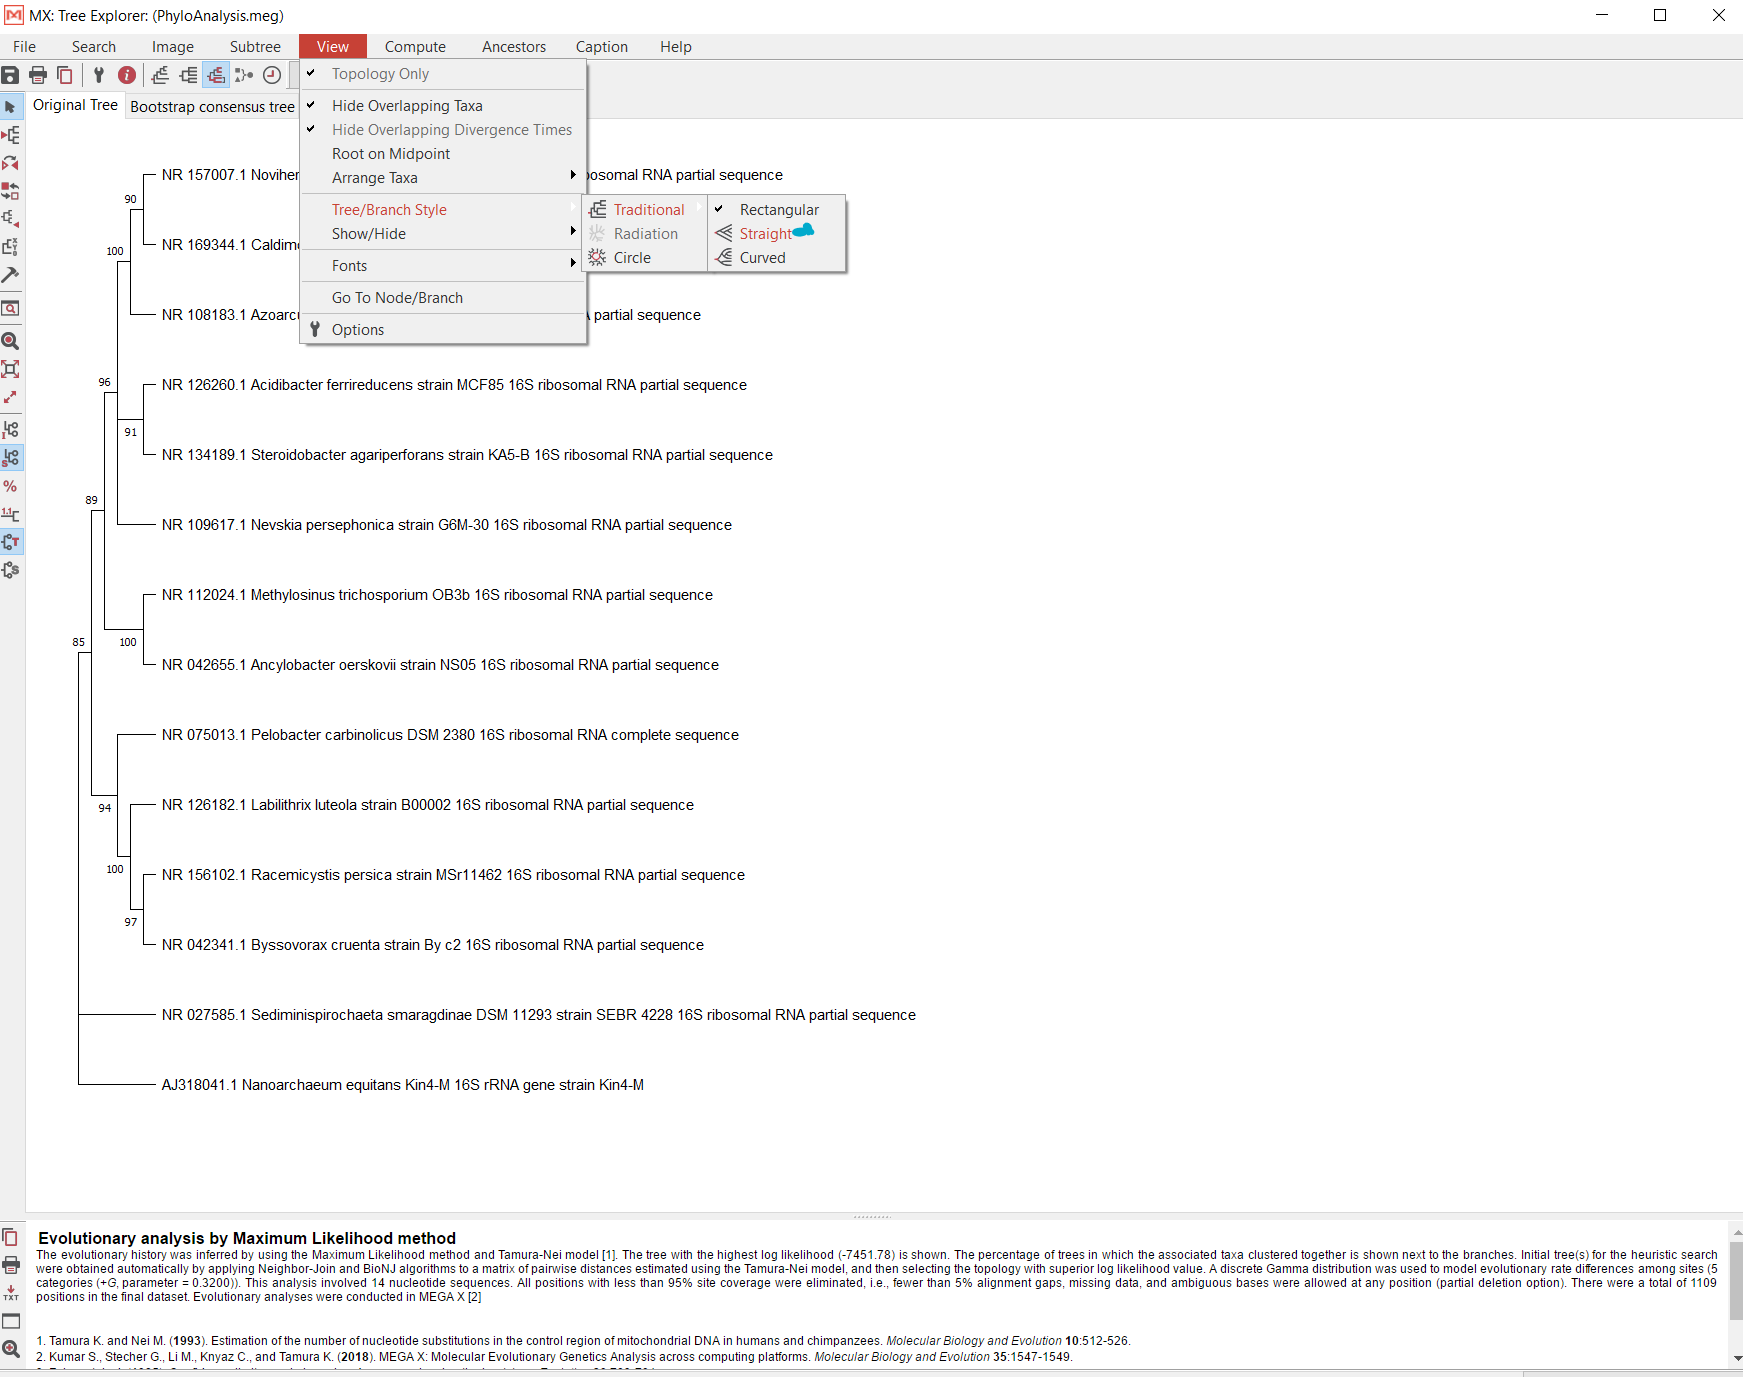 MX: Tree Explorer: (PhyloAnalysis.meg)
File Search Image Subtree View Compute Ancestors Caption Help
Original Tree Bootstrap consensus tree
Topology Only
Hide Overlapping Taxa
Hide Overlapping Divergence Times
Root on Midpoint
Arrange Taxa
Tree/Branch Style
Show/Hide
Fonts
Go To Node/Branch
Options
Traditional
Radiation
Circle
Rectangular
Straight
Curved
NR 157007.1 osomal RNA partial sequence
90
NR 169344.1
100
NR 108183.1 partial sequence
96
NR 126260.1 Acidibacter ferrireducens strain MCF85 16S ribosomal RNA partial sequence
91
NR 134189.1 Steroidobacter agariperforans strain KA5-B 16S ribosomal RNA partial sequence
89
NR 109617.1 Nevskia persephonica strain G6M-30 16S ribosomal RNA partial sequence
NR 112024.1 Methylosinus trichosporium OB3b 16S ribosomal RNA partial sequence
85
100
NR 042655.1 Ancylobacter oerskovii strain NS05 16S ribosomal RNA partial sequence
NR 075013.1 Pelobacter carbinolicus DSM 2380 16S ribosomal RNA complete sequence
94
NR 126182.1 Labilithrix luteola strain B00002 16S ribosomal RNA partial sequence
100
NR 156102.1 Racemicystis persica strain MSr11462 16S ribosomal RNA partial sequence
97
NR 042341.1 Byssovorax cruenta strain By c2 16S ribosomal RNA partial sequence
NR 027585.1 Sediminispirochaeta smaragdinae DSM 11293 strain SEBR 4228 16S ribosomal RNA partial sequence
AJ318041.1 Nanoarchaeum equitans Kin4-M 16S rRNA gene strain Kin4-M
Evolutionary analysis by Maximum Likelihood method
The evolutionary history was inferred by using the Maximum Likelihood method and Tamura-Nei model [1]. The tree with the highest log likelihood (-7451.78) is shown. The percentage of trees in which the associated taxa clustered together is shown next to the branches. Initial tree(s) for the heuristic search
were obtained automatically by applying Neighbor-Join and BioNJ algorithms to a matrix of pairwise distances estimated using the Tamura-Nei model, and then selecting the topology with superior log likelihood value. A discrete Gamma distribution was used to model evolutionary rate differences among sites (5
categories (+G, parameter = 0.3200)). This analysis involved 14 nucleotide sequences. All positions with less than 95% site coverage were eliminated, i.e., fewer than 5% alignment gaps, missing data, and ambiguous bases were allowed at any position (partial deletion option). There were a total of 1109
positions in the final dataset. Evolutionary analyses were conducted in MEGA X [2]
1. Tamura K. and Nei M. (1993). Estimation of the number of nucleotide substitutions in the control region of mitochondrial DNA in humans and chimpanzees. Molecular Biology and Evolution 10:512-526.
2. Kumar S., Stecher G., Li M., Knyaz C., and Tamura K. (2018). MEGA X: Molecular Evolutionary Genetics Analysis across computing platforms. Molecular Biology and Evolution 35:1547-1549.
TXT